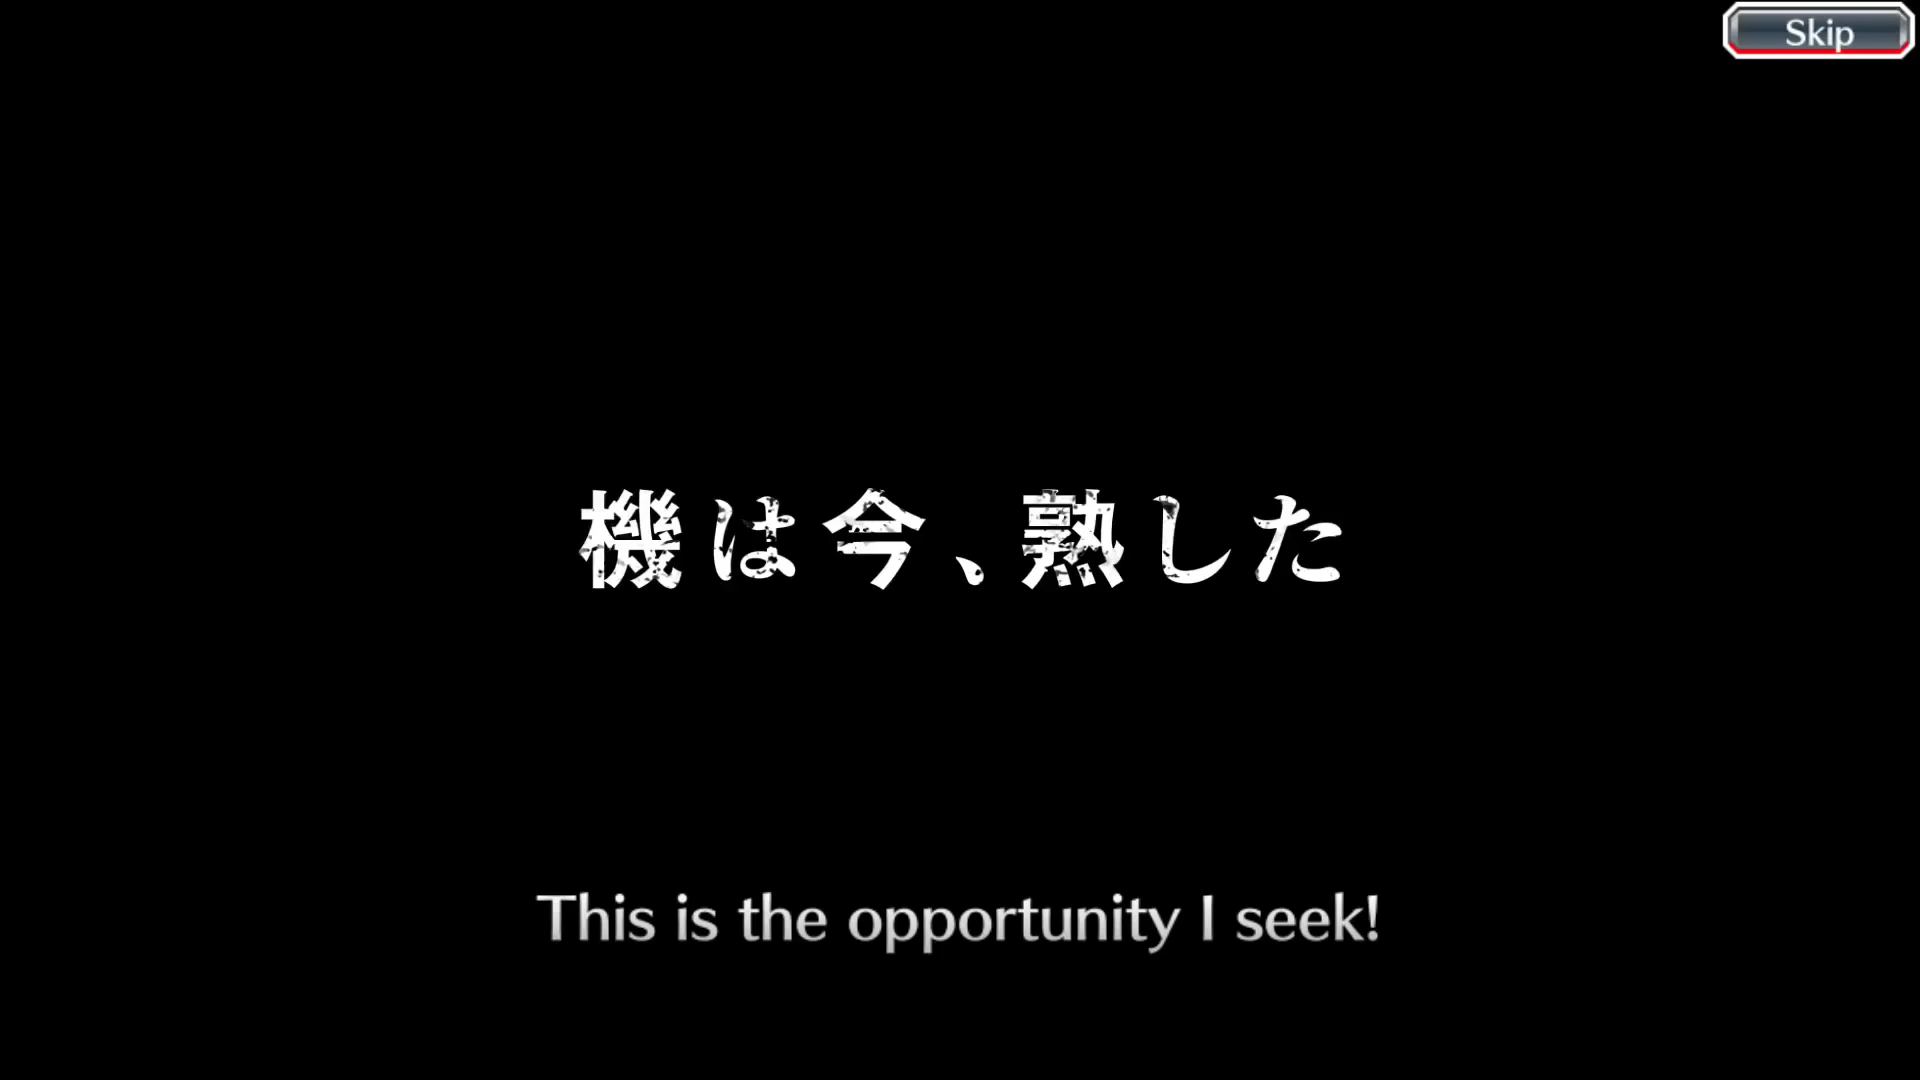 Skip
機は今、熟した
This is the opportunity I seek!